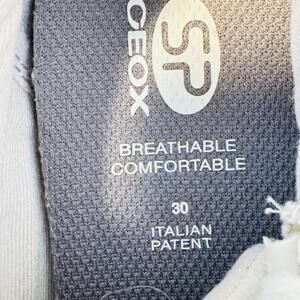 GEOX
SP
BREATHABLE
COMFORTABLE
30
ITALIAN
PATENT